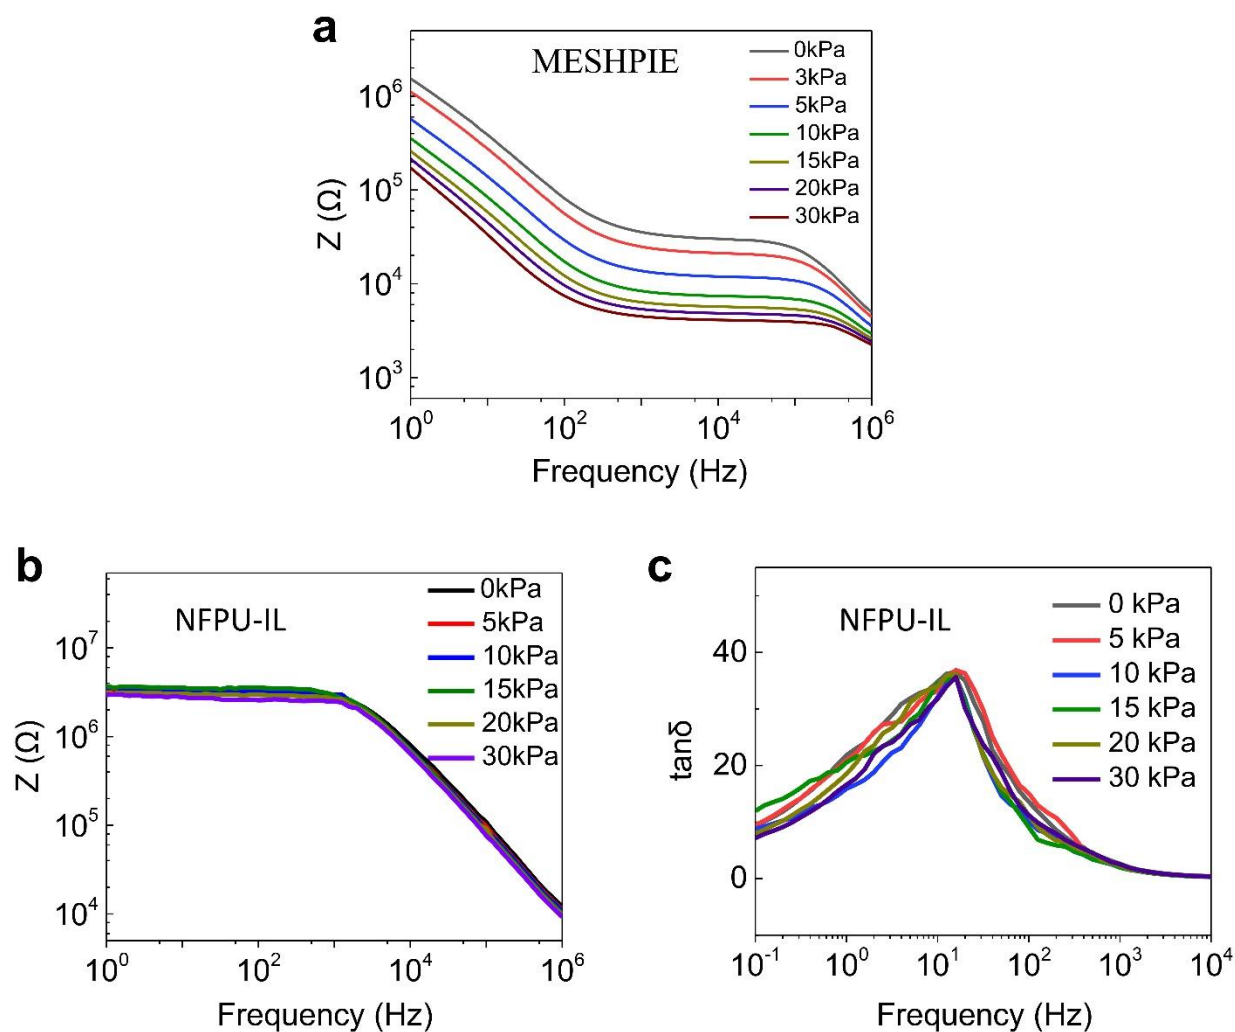 a
MESHPIE
0kPa
3kPa
5kPa
10kPa
15kPa
20kPa
30kPa
10⁶
10⁵
10⁴
10³
Z (Ω)
10⁰
10²
10⁴
10⁶
Frequency (Hz)
b
NFPU-IL
0kPa
5kPa
10kPa
15kPa
20kPa
30kPa
10⁷
10⁶
10⁵
10⁴
Z (Ω)
10⁰
10²
10⁴
10⁶
Frequency (Hz)
c
NFPU-IL
0 kPa
5 kPa
10 kPa
15 kPa
20 kPa
30 kPa
40
20
0
tanδ
10⁻¹
10⁰
10¹
10²
10³
10⁴
Frequency (Hz)